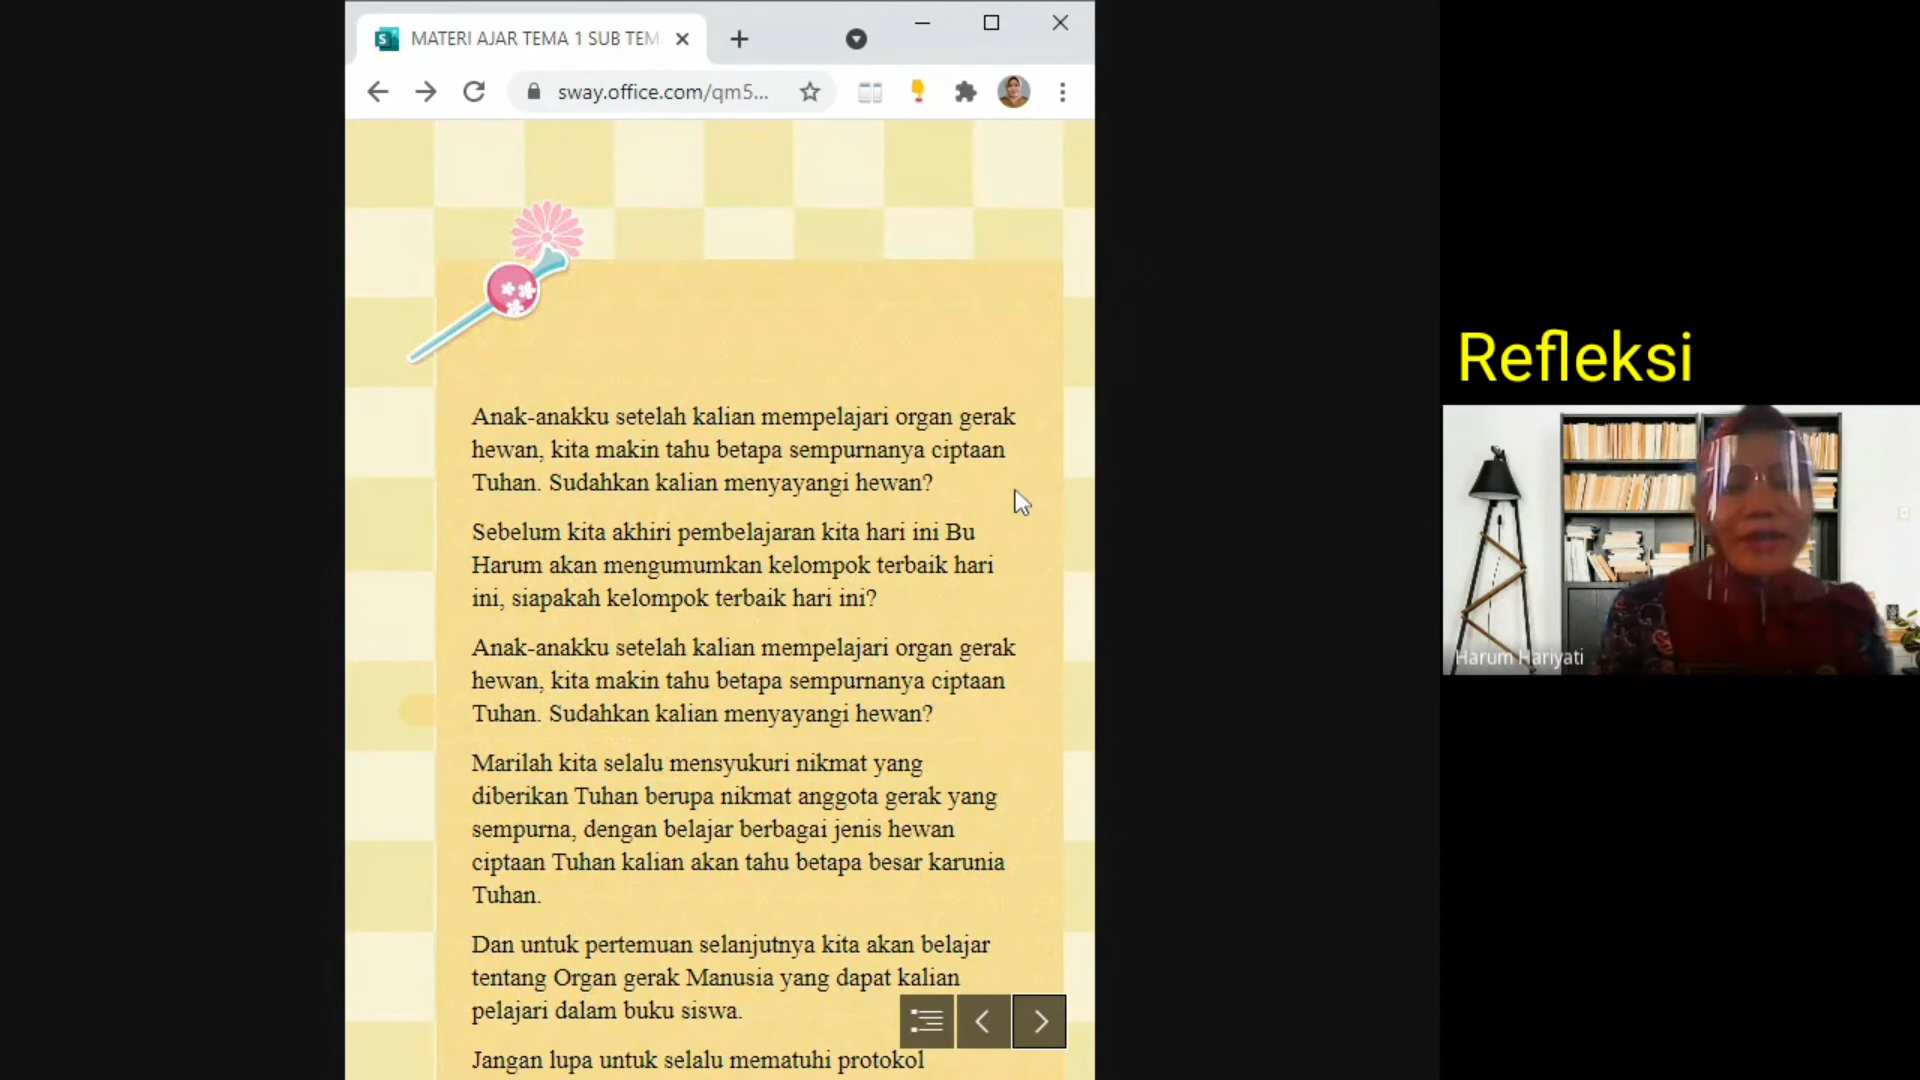 MATERI AJAR TEMA 1 SUB TEM
sway.office.com/qm5...
Anak-anakku setelah kalian mempelajari organ gerak
hewan, kita makin tahu betapa sempurnanya ciptaan
Tuhan. Sudahkan kalian menyayangi hewan?
Sebelum kita akhiri pembelajaran kita hari ini Bu
Harum akan mengumumkan kelompok terbaik hari
ini, siapakah kelompok terbaik hari ini?
Anak-anakku setelah kalian mempelajari organ gerak
hewan, kita makin tahu betapa sempurnanya ciptaan
Tuhan. Sudahkan kalian menyayangi hewan?
Marilah kita selalu mensyukuri nikmat yang
diberikan Tuhan berupa nikmat anggota gerak yang
sempurna, dengan belajar berbagai jenis hewan
ciptaan Tuhan kalian akan tahu betapa besar karunia
Tuhan.
Dan untuk pertemuan selanjutnya kita akan belajar
tentang Organ gerak Manusia yang dapat kalian
pelajari dalam buku siswa.
Jangan lupa untuk selalu mematuhi protokol
Refleksi
Harum Hariyati